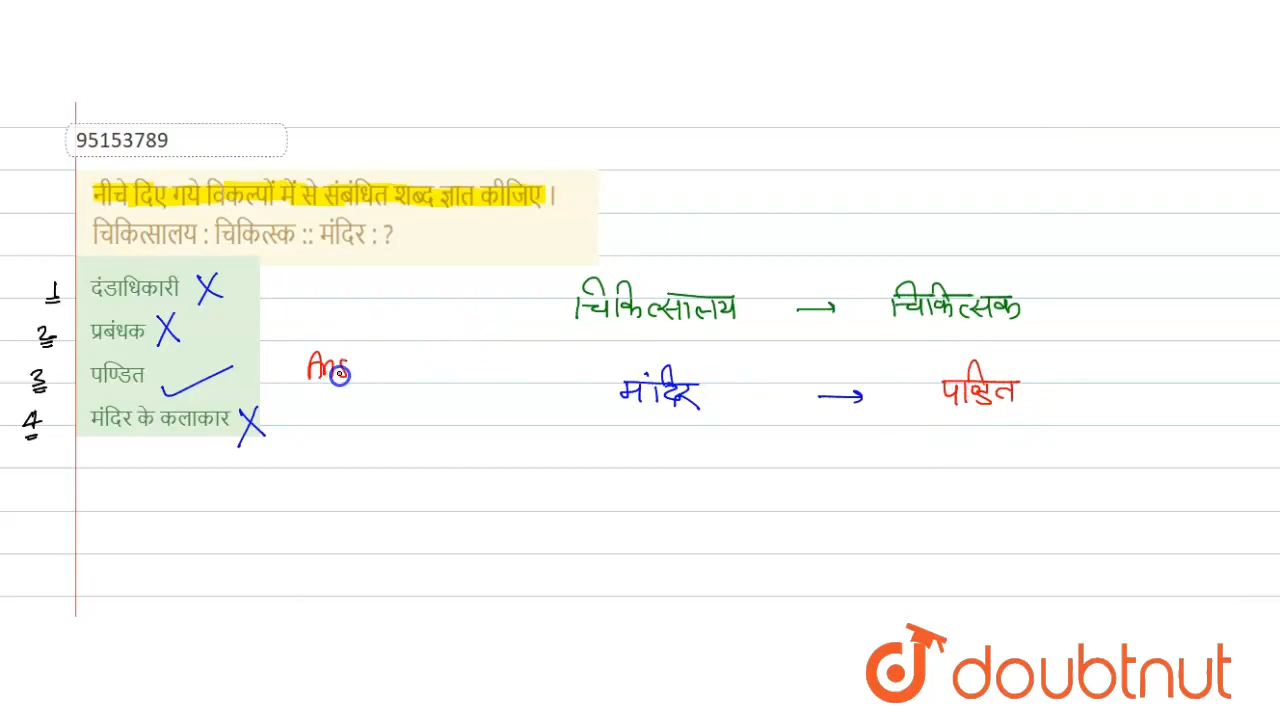 95153789
नीचे दिए गये विकल्पों में से संबंधित शब्द ज्ञात कीजिए ।
चिकित्सालय : चिकित्स्क :: मंदिर : ?
1 दंडाधिकारी X
2 प्रबंधक X
3 पण्डित ✓ Ans
4 मंदिर के कलाकार X
चिकित्सालय → चिकित्सक
मंदिर → पण्डित
doubtnut